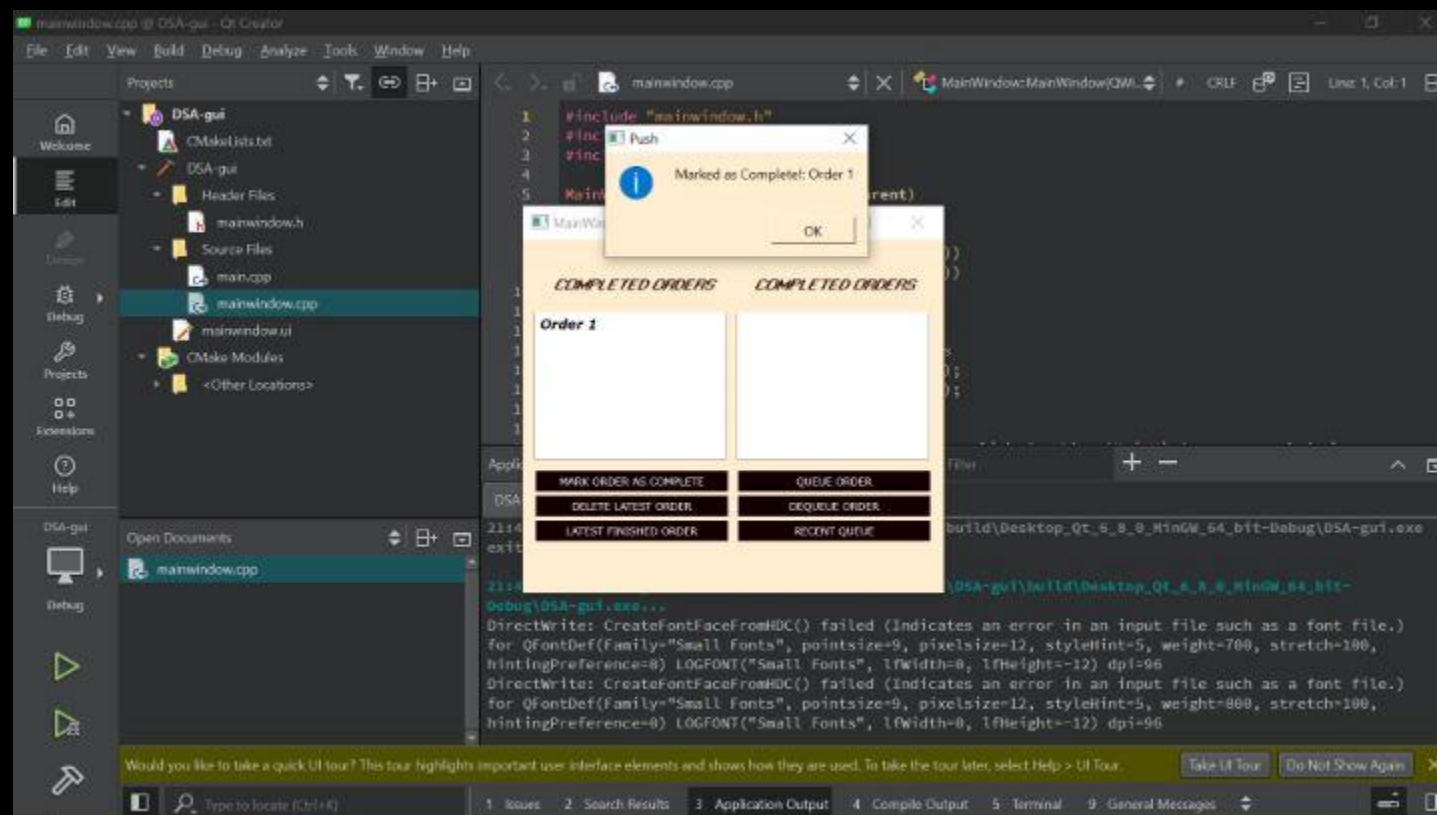 mainwindow.cpp @ DSA-gui - Qt Creator
File Edit View Build Debug Analyze Tools Window Help
Projects
mainwindow.cpp
MainWindow::MainWindow(QWi...
# CRLF
Line: 1, Col: 1
Welcome
Edit
Design
Debug
Projects
Extensions
Help
DSA-gui
Debug
DSA-gui
CMakeLists.txt
DSA-gui
Header Files
mainwindow.h
Source Files
main.cpp
mainwindow.cpp
mainwindow.ui
CMake Modules
<Other Locations>
Open Documents
mainwindow.cpp
1 #include "mainwindow.h"
2 #inc
3 #inc
4
5 MainW
rent)
Push
Marked as Complete!: Order 1
OK
MainWin
COMPLETED ORDERS COMPLETED ORDERS
Order 1
MARK ORDER AS COMPLETE QUEUE ORDER
DELETE LATEST ORDER DEQUEUE ORDER
LATEST FINISHED ORDER RECENT QUEUE
Applic
Filter
DSA
21:4
build\Desktop_Qt_6_8_0_MinGW_64_bit-Debug\DSA-gui.exe
exit
21:4
\DSA-gui\build\Desktop_Qt_6_8_0_MinGW_64_bit-
Debug\DSA-gui.exe...
DirectWrite: CreateFontFaceFromHDC() failed (Indicates an error in an input file such as a font file.)
for QFontDef(Family="Small Fonts", pointsize=9, pixelsize=12, styleHint=5, weight=700, stretch=100,
hintingPreference=0) LOGFONT("Small Fonts", lfWidth=0, lfHeight=-12) dpi=96
DirectWrite: CreateFontFaceFromHDC() failed (Indicates an error in an input file such as a font file.)
for QFontDef(Family="Small Fonts", pointsize=9, pixelsize=12, styleHint=5, weight=800, stretch=100,
hintingPreference=0) LOGFONT("Small Fonts", lfWidth=0, lfHeight=-12) dpi=96
Would you like to take a quick UI tour? This tour highlights important user interface elements and shows how they are used. To take the tour later, select Help > UI Tour.
Take UI Tour
Do Not Show Again
Type to locate (Ctrl+K)
1 Issues 2 Search Results 3 Application Output 4 Compile Output 5 Terminal 9 General Messages